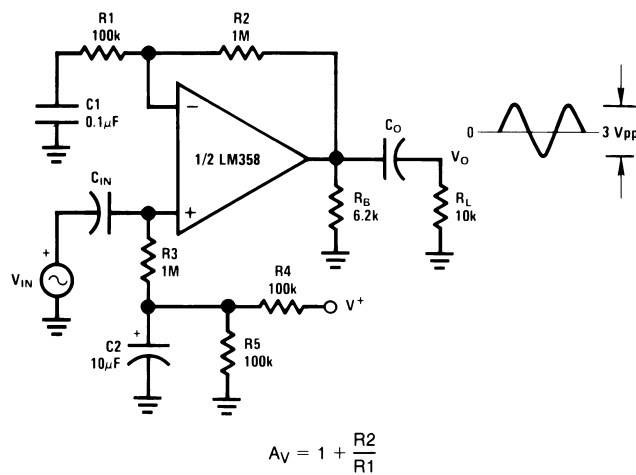 R1
100k
R2
1M
C1
0.1µF
−
1/2 LM358
+
C_IN
V_IN
+
R3
1M
C_O
V_O
0
3 Vpp
R_B
6.2k
R_L
10k
R4
100k
V⁺
+
C2
10µF
R5
100k
A_V = 1 + R2/R1